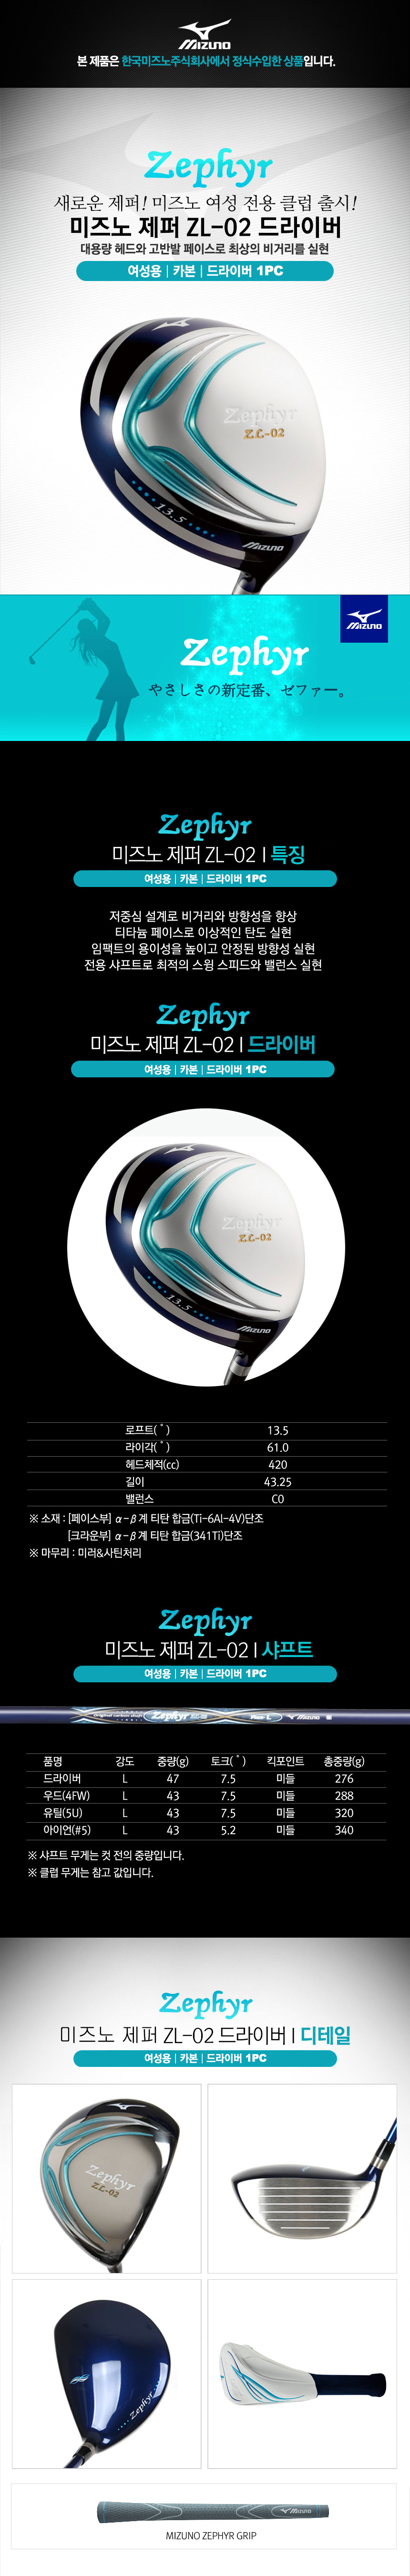 MIZUNO
본 제품은 한국미즈노주식회사에서 정식수입한 상품입니다.
Zephyr
새로운 제퍼! 미즈노 여성 전용 클럽 출시!
미즈노 제퍼 ZL-02 드라이버
대용량 헤드와 고반발 페이스로 최상의 비거리를 실현
여성용 | 카본 | 드라이버 1PC
Zephyr
ZL-02
13.5
MIZUNO
MIZUNO
Zephyr
やさしさの新定番、ゼファー。
Zephyr
미즈노 제퍼 ZL-02 I 특징
여성용 | 카본 | 드라이버 1PC
저중심 설계로 비거리와 방향성을 향상
티타늄 페이스로 이상적인 탄도 실현
임팩트의 용이성을 높이고 안정된 방향성 실현
전용 샤프트로 최적의 스윙 스피드와 밸런스 실현
Zephyr
미즈노 제퍼 ZL-02 I 드라이버
여성용 | 카본 | 드라이버 1PC
Zephyr
ZL-02
13.5
MIZUNO
로프트( ˚ ) 13.5
라이각( ˚ ) 61.0
헤드체적(cc) 420
길이 43.25
밸런스 C0
※ 소재 : [페이스부] α-β계 티탄 합금(Ti-6Al-4V)단조
[크라운부] α-β계 티탄 합금(341Ti)단조
※ 마무리 : 미러&사틴처리
Zephyr
미즈노 제퍼 ZL-02 I 샤프트
여성용 | 카본 | 드라이버 1PC
Zephyr
MIZUNO
품명 강도 중량(g) 토크( ˚ ) 킥포인트 총중량(g)
드라이버 L 47 7.5 미들 276
우드(4FW) L 43 7.5 미들 288
유틸(5U) L 43 7.5 미들 320
아이언(#5) L 43 5.2 미들 340
※ 샤프트 무게는 컷 전의 중량입니다.
※ 클럽 무게는 참고 값입니다.
Zephyr
미즈노 제퍼 ZL-02 드라이버 I 디테일
여성용 | 카본 | 드라이버 1PC
Zephyr
ZL-02
Zephyr
MIZUNO
MIZUNO ZEPHYR GRIP